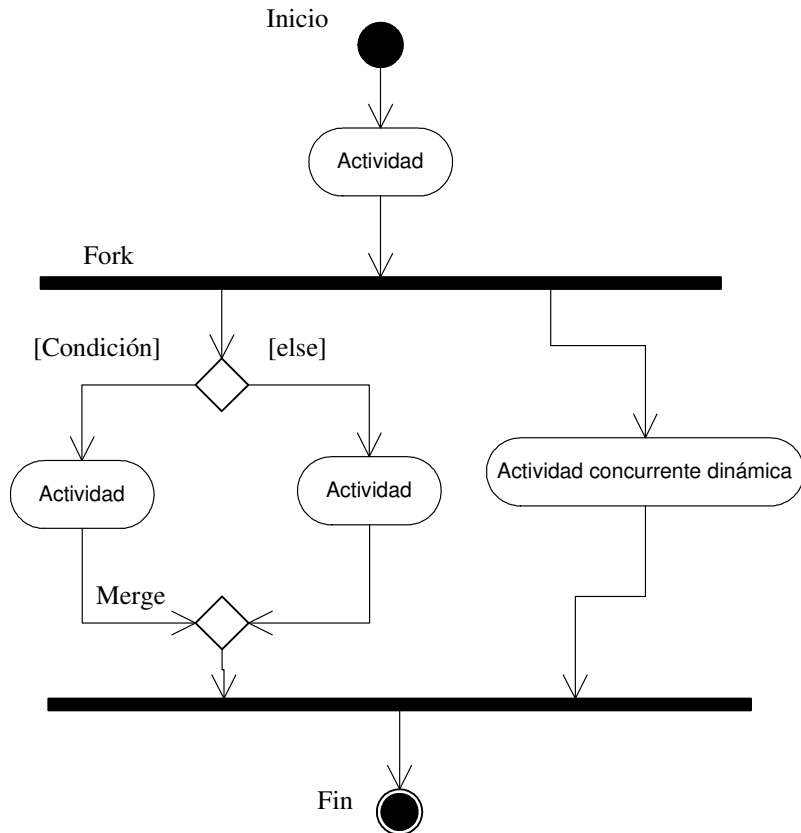 Inicio
Actividad
Fork
[Condición]
[else]
Actividad
Actividad
Actividad concurrente dinámica
Merge
Fin